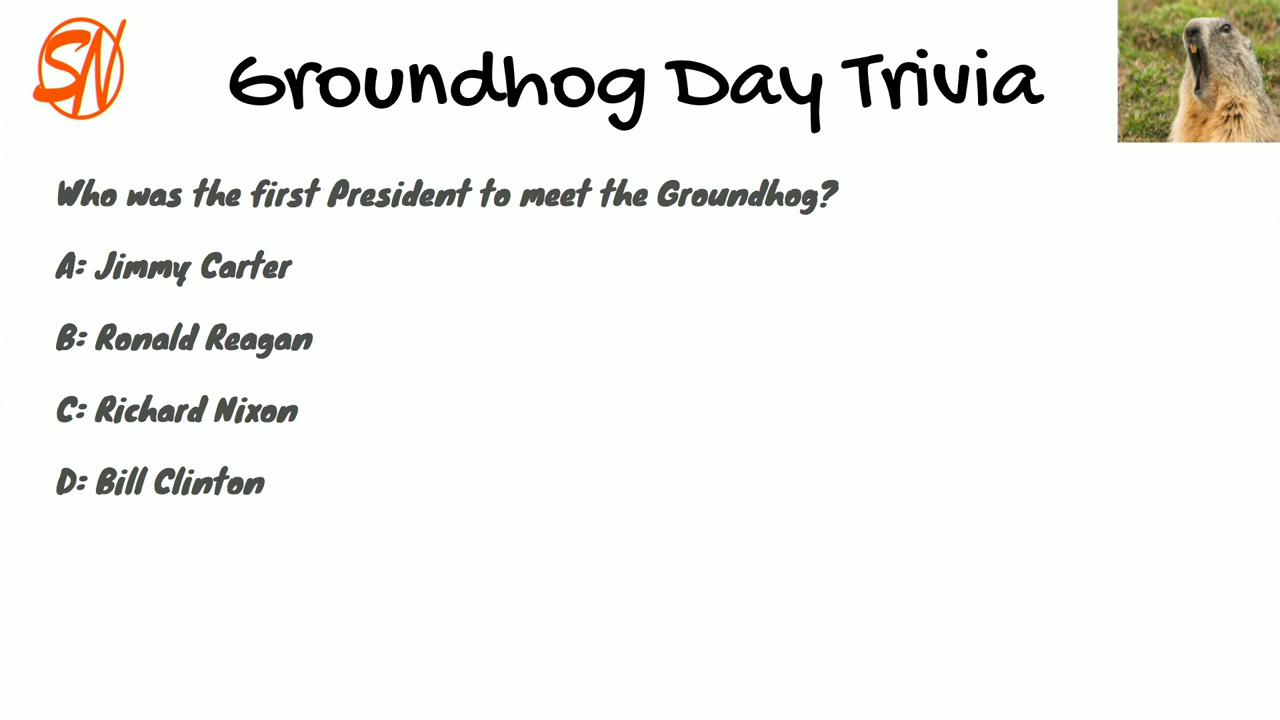 SN
Groundhog Day Trivia
Who was the first President to meet the Groundhog?
A: Jimmy Carter
B: Ronald Reagan
C: Richard Nixon
D: Bill Clinton